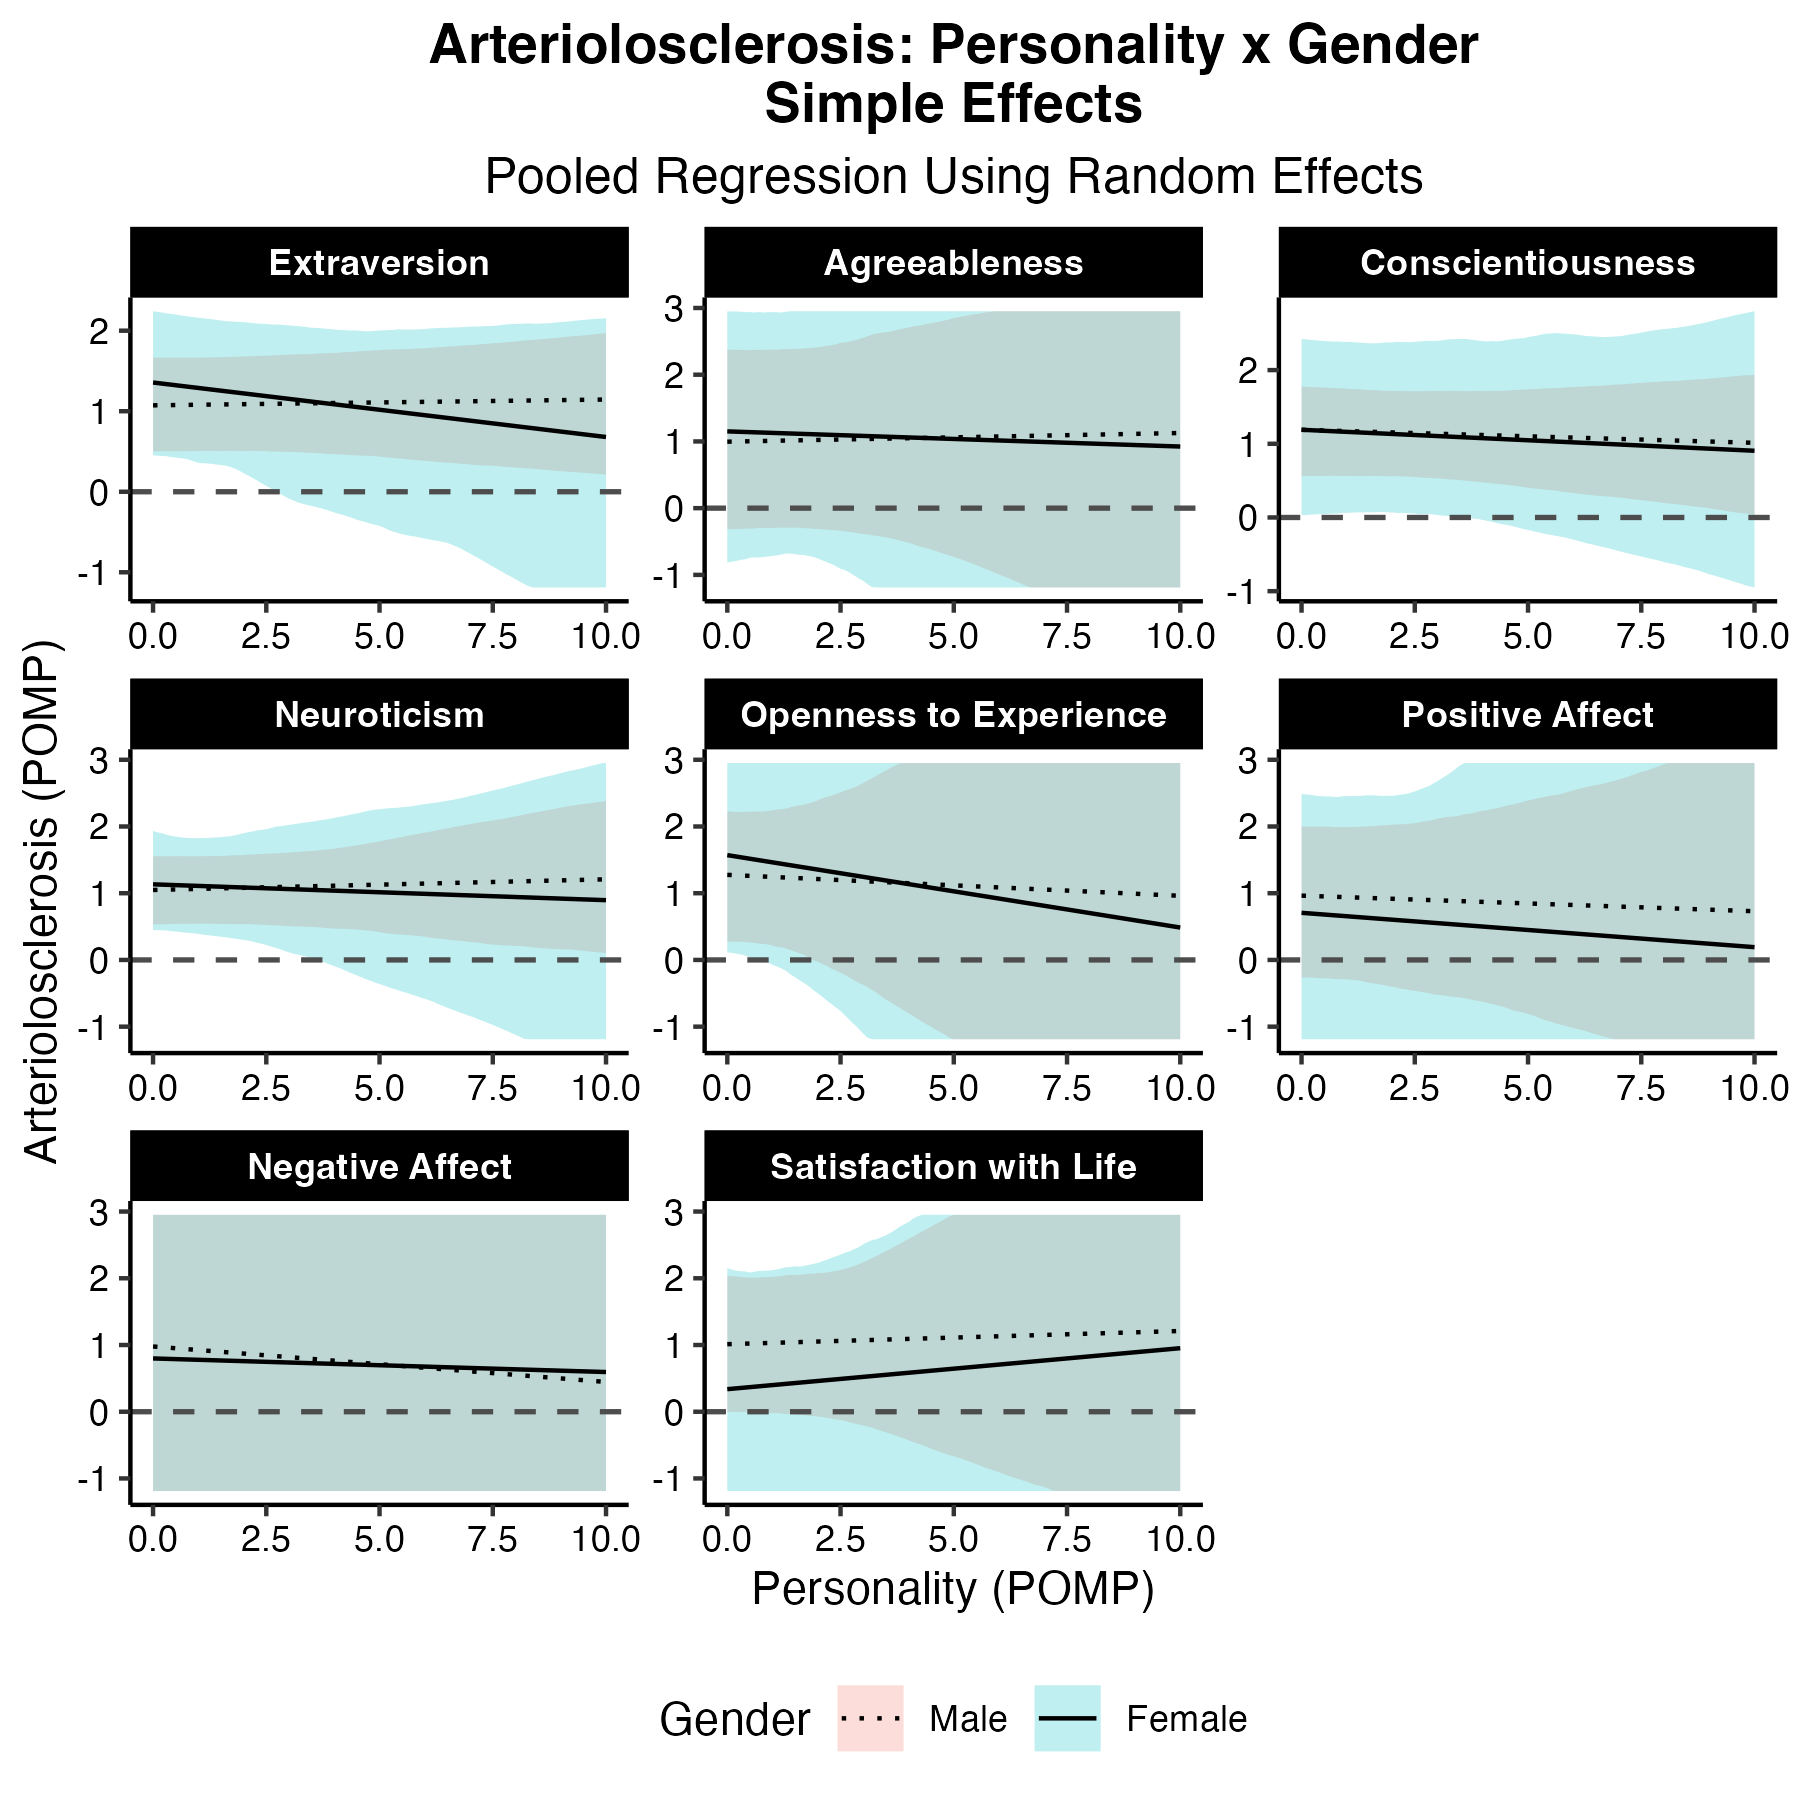 Arteriolosclerosis: Personality x Gender
Simple Effects
Pooled Regression Using Random Effects
Extraversion
Agreeableness
Conscientiousness
2
1
0
-1
3
2
1
0
-1
2
1
0
-1
0.0 2.5 5.0 7.5 10.0
0.0 2.5 5.0 7.5 10.0
0.0 2.5 5.0 7.5 10.0
Arteriolosclerosis (POMP)
Neuroticism
Openness to Experience
Positive Affect
3
2
1
0
-1
3
2
1
0
-1
3
2
1
0
-1
0.0 2.5 5.0 7.5 10.0
0.0 2.5 5.0 7.5 10.0
0.0 2.5 5.0 7.5 10.0
Negative Affect
Satisfaction with Life
3
2
1
0
-1
3
2
1
0
-1
0.0 2.5 5.0 7.5 10.0
0.0 2.5 5.0 7.5 10.0
Personality (POMP)
Gender Male Female